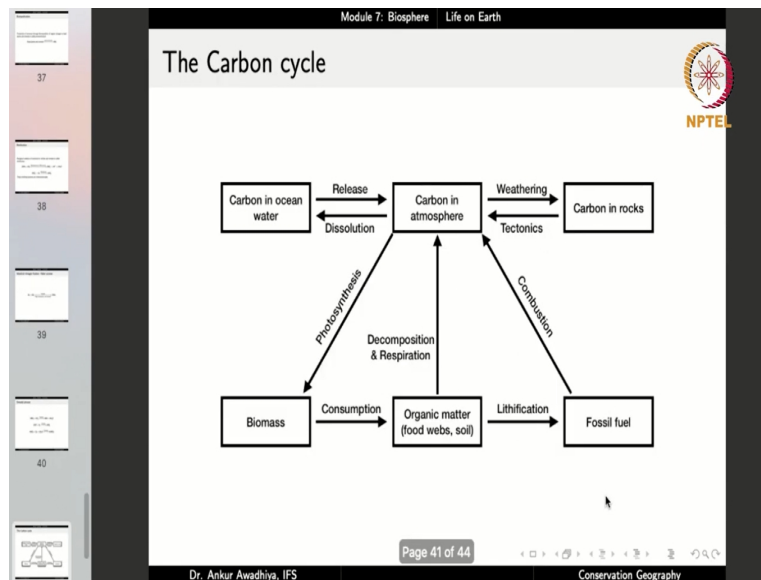 Module 7: Biosphere Life on Earth
The Carbon cycle
NPTEL
37
38
39
40
Carbon in ocean
water
Release
Dissolution
Carbon in
atmosphere
Weathering
Tectonics
Carbon in rocks
Photosynthesis
Decomposition
& Respiration
Combustion
Biomass
Consumption
Organic matter
(food webs, soil)
Lithification
Fossil fuel
Page 41 of 44
Dr. Ankur Awadhiya, IFS Conservation Geography